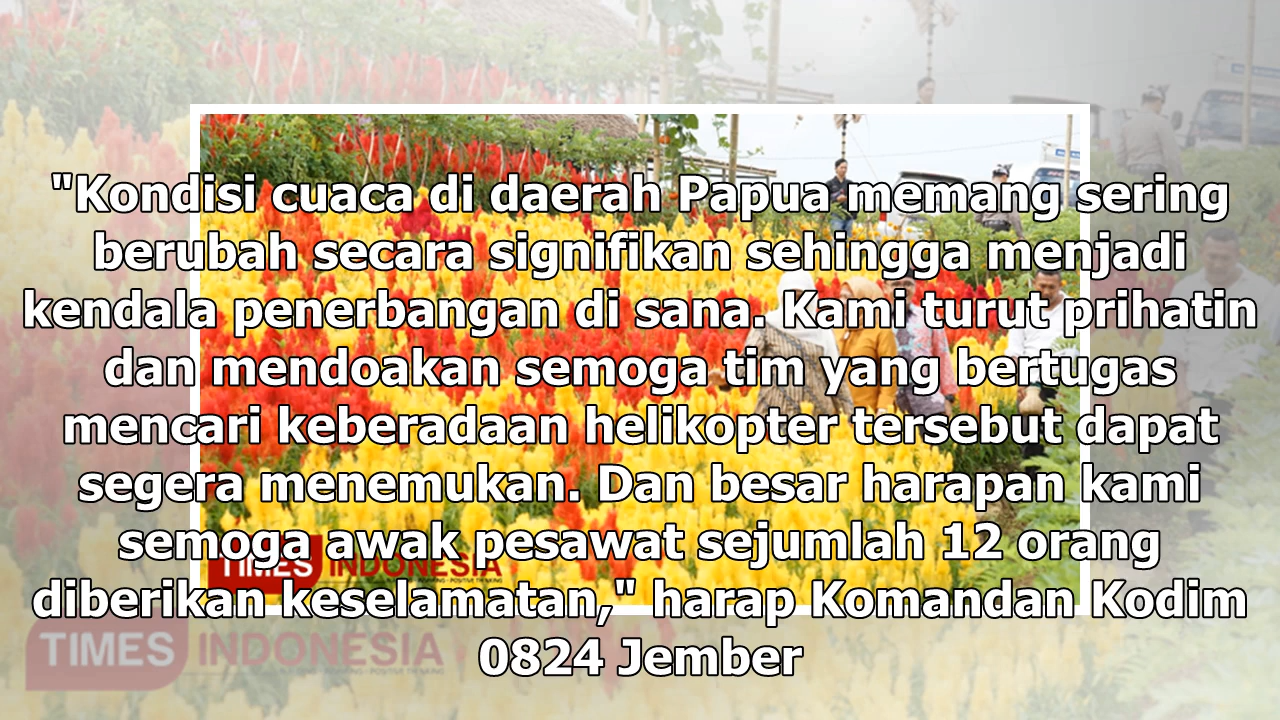 "Kondisi cuaca di daerah Papua memang sering
berubah secara signifikan sehingga menjadi
kendala penerbangan di sana. Kami turut prihatin
dan mendoakan semoga tim yang bertugas
mencari keberadaan helikopter tersebut dapat
segera menemukan. Dan besar harapan kami
semoga awak pesawat sejumlah 12 orang
diberikan keselamatan," harap Komandan Kodim
0824 Jember
TIMES INDONESIA
TIMES INDONESIA